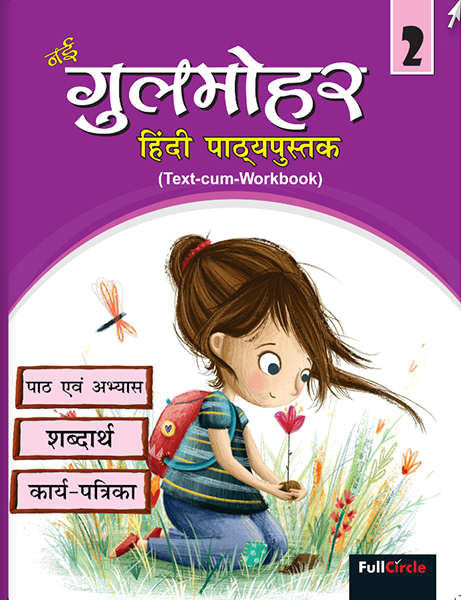 नई
गुलमोहर
2
हिंदी पाठ्यपुस्तक
(Text-cum-Workbook)
पाठ एवं अभ्यास
शब्दार्थ
कार्य-पत्रिका
FullCircle